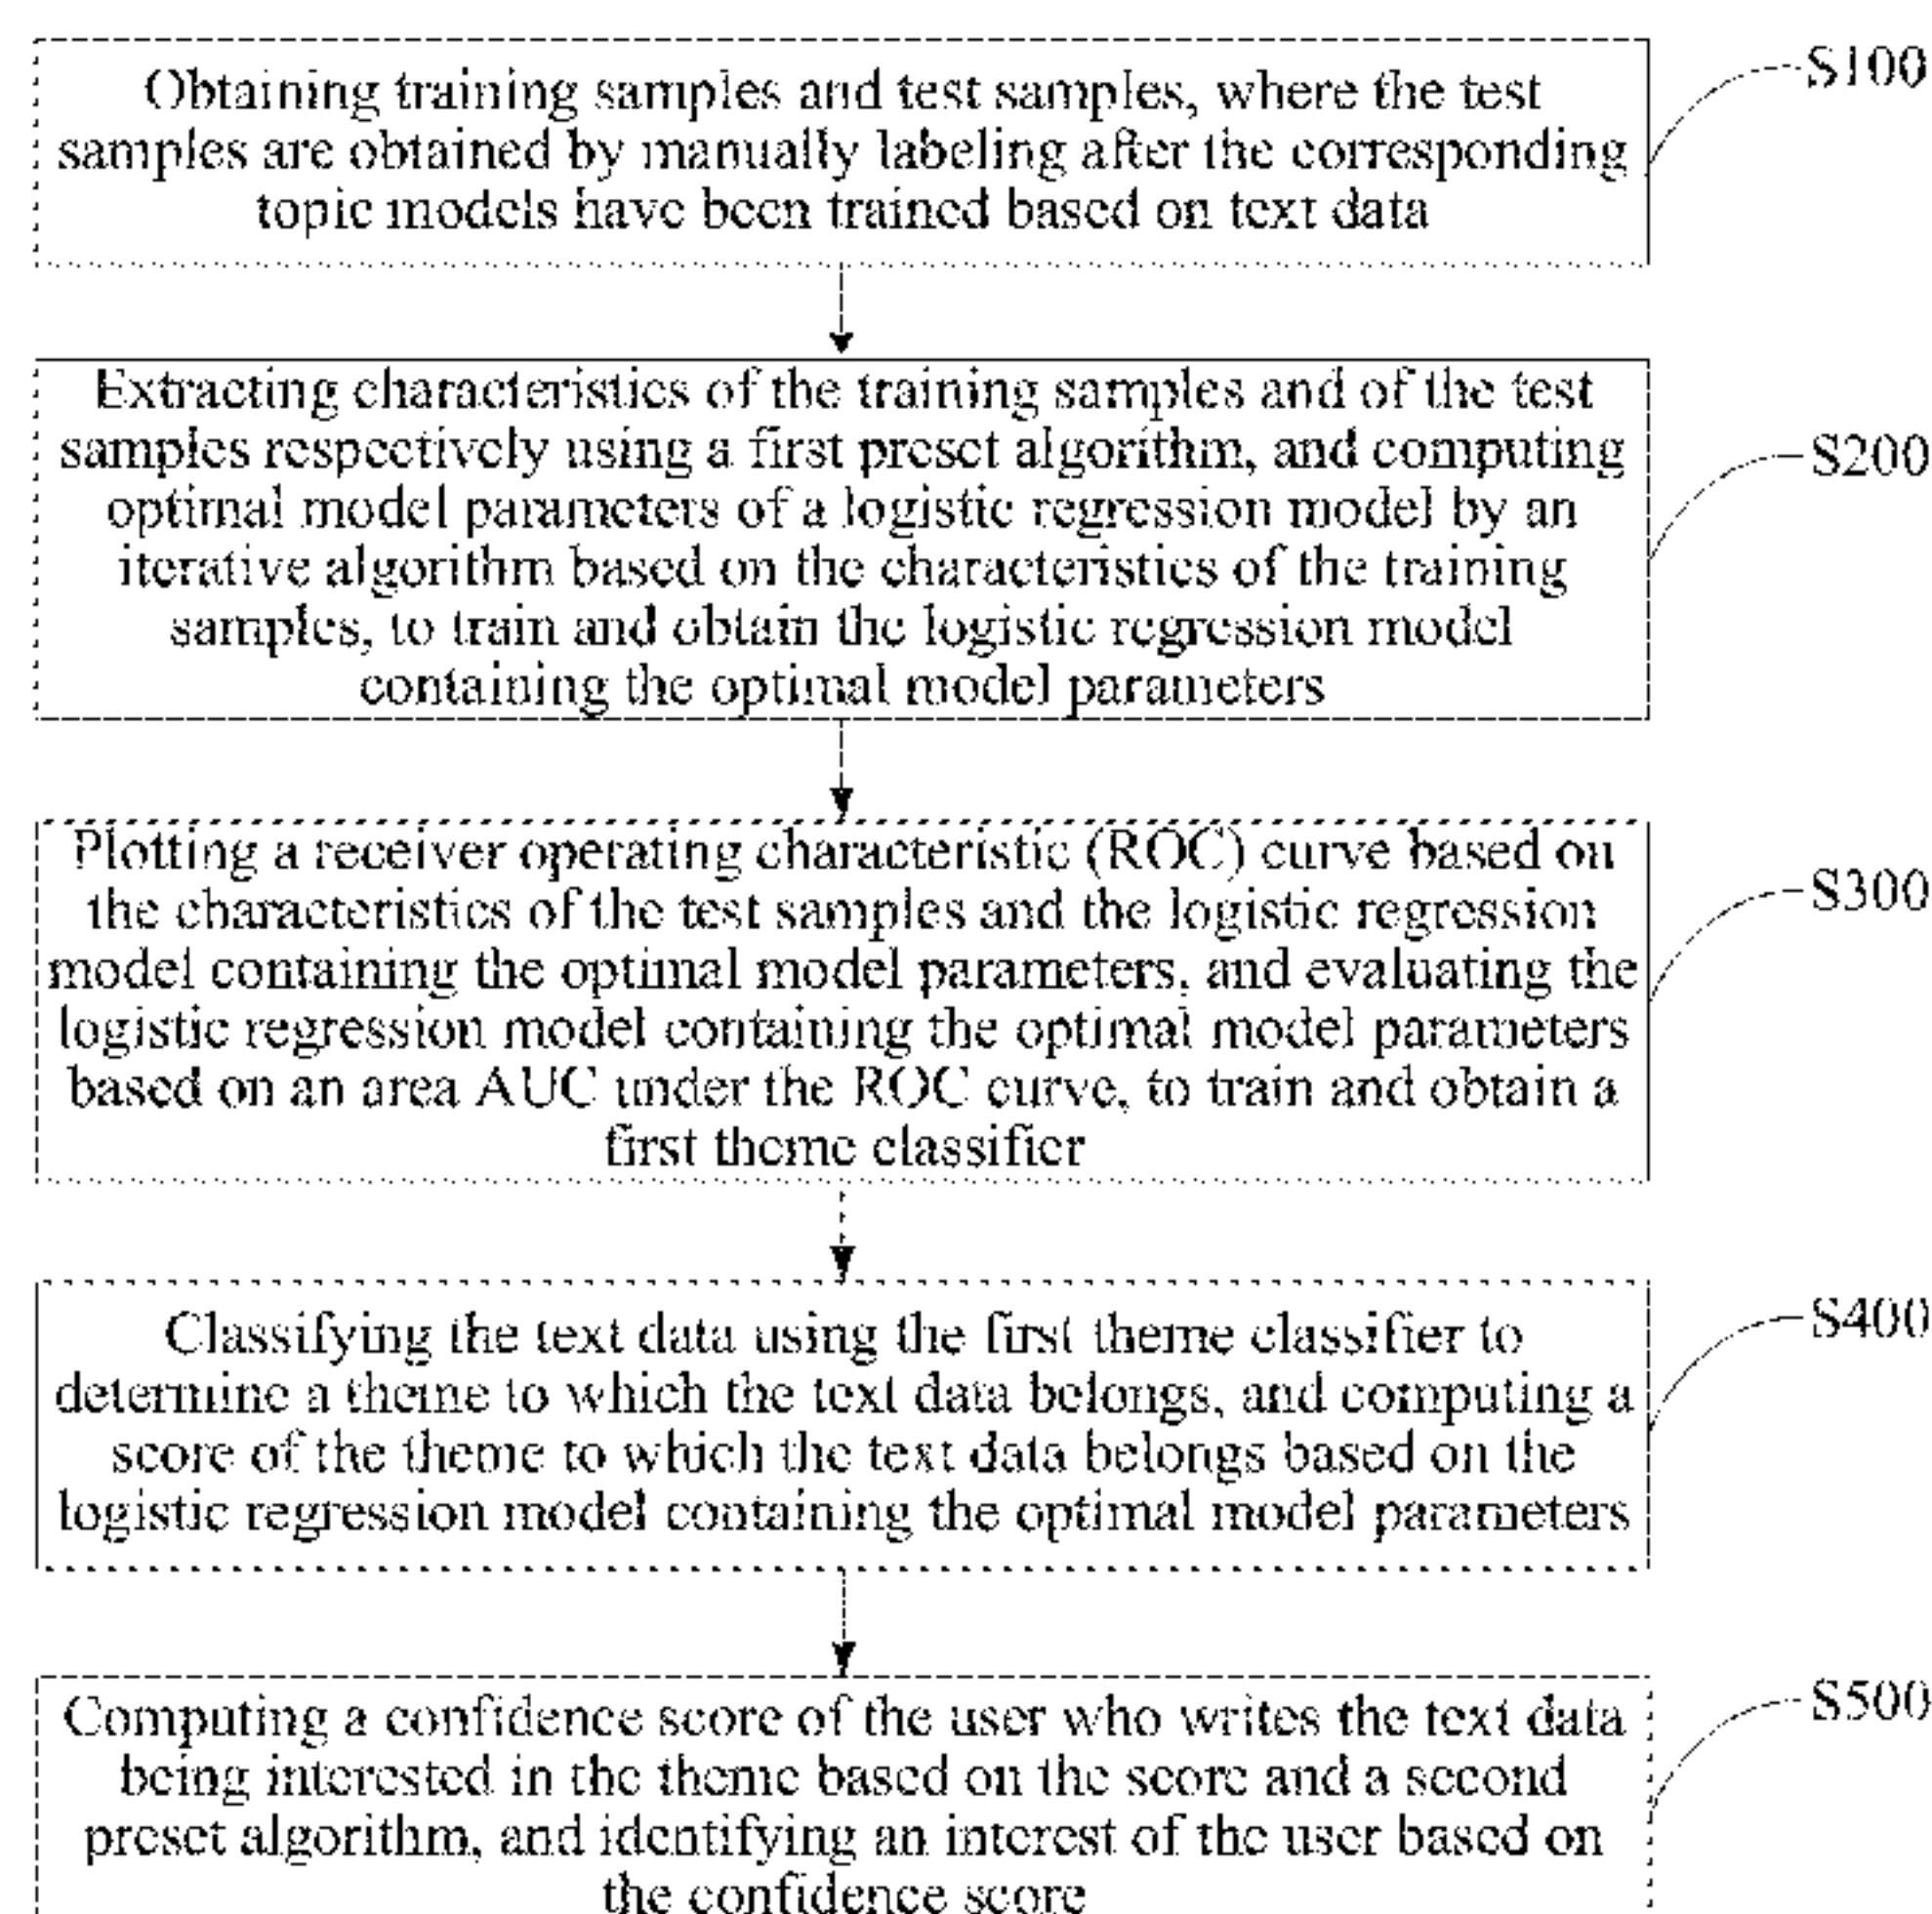 Obtaining training samples and test samples, where the test
samples are obtained by manually labeling after the corresponding
topic models have been trained based on text data
S100
Extracting characteristics of the training samples and of the test
samples respectively using a first preset algorithm, and computing
optimal model parameters of a logistic regression model by an
iterative algorithm based on the characteristics of the training
samples, to train and obtain the logistic regression model
containing the optimal model parameters
S200
Plotting a receiver operating characteristic (ROC) curve based on
the characteristics of the test samples and the logistic regression
model containing the optimal model parameters, and evaluating the
logistic regression model containing the optimal model parameters
based on an area AUC under the ROC curve, to train and obtain a
first theme classifier
S300
Classifying the text data using the first theme classifier to
determine a theme to which the text data belongs, and computing a
score of the theme to which the text data belongs based on the
logistic regression model containing the optimal model parameters
S400
Computing a confidence score of the user who writes the text data
being interested in the theme based on the score and a second
preset algorithm, and identifying an interest of the user based on
the confidence score
S500